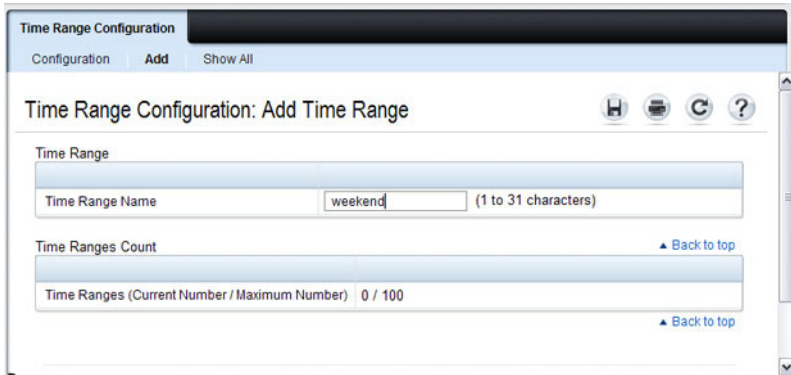 Time Range Configuration
Configuration Add Show All
Time Range Configuration: Add Time Range
Time Range
Time Range Name weekend (1 to 31 characters)
Time Ranges Count Back to top
Time Ranges (Current Number / Maximum Number) 0 / 100
Back to top